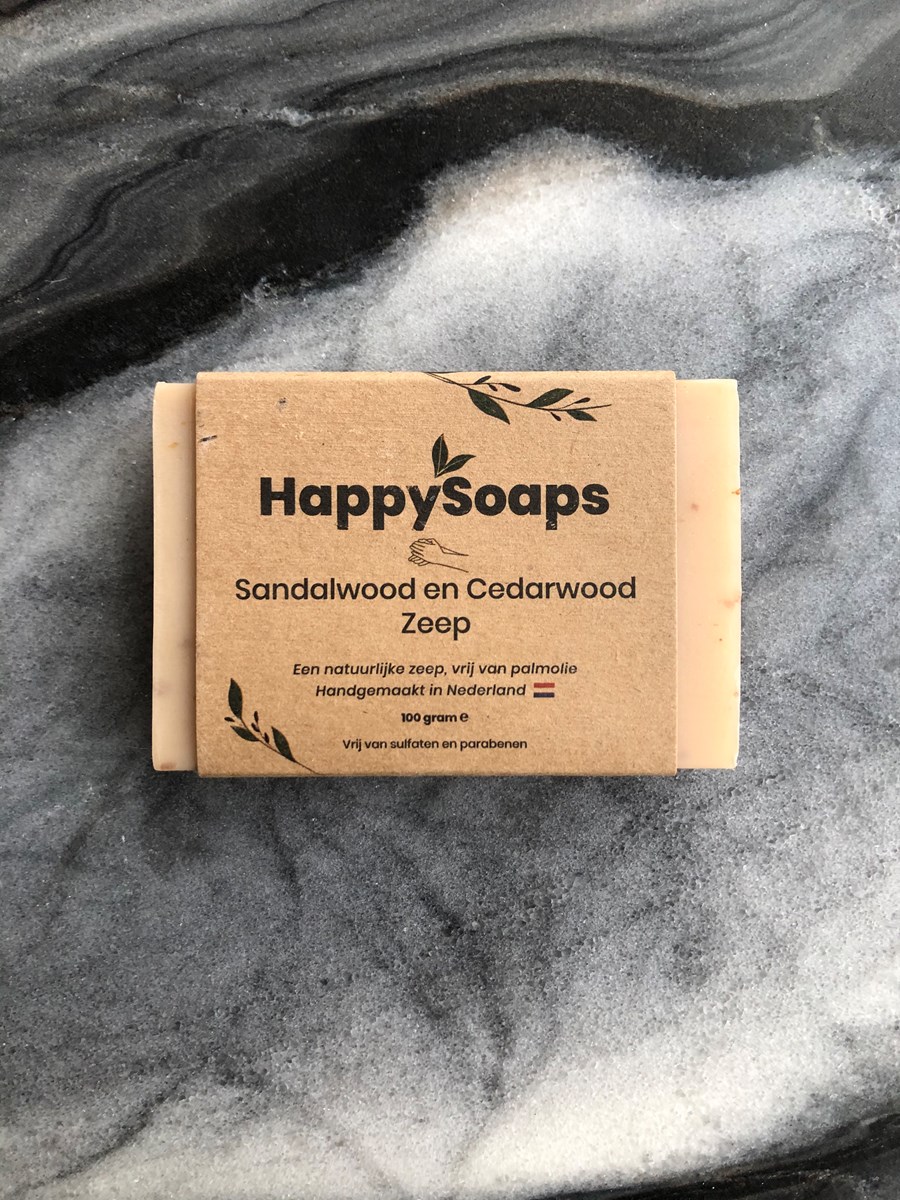 HappySoaps
Sandalwood en Cedarwood
Zeep
Een natuurlijke zeep, vrij van palmolie
Handgemaakt in Nederland
100 gram ℮
Vrij van sulfaten en parabenen